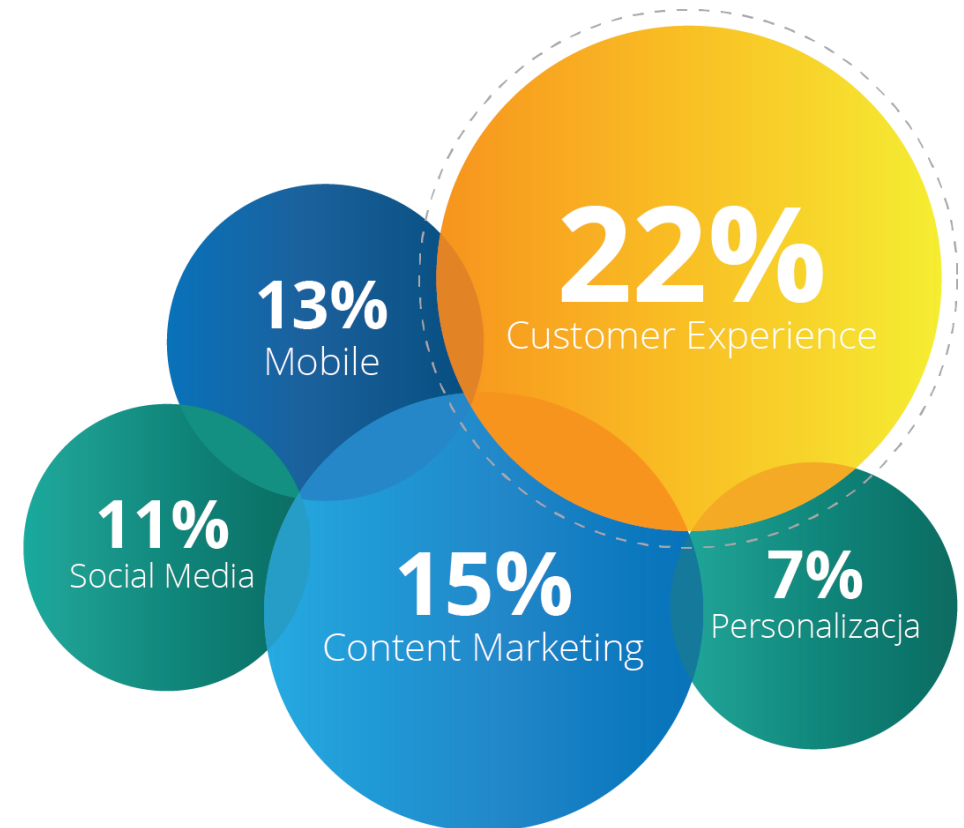 22%
Customer Experience
13%
Mobile
11%
Social Media
15%
Content Marketing
7%
Personalizacja